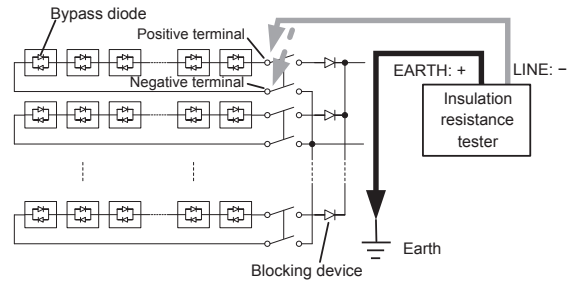 Bypass diode
Positive terminal
EARTH: +
LINE: −
Negative terminal
Insulation
resistance
tester
Earth
Blocking device